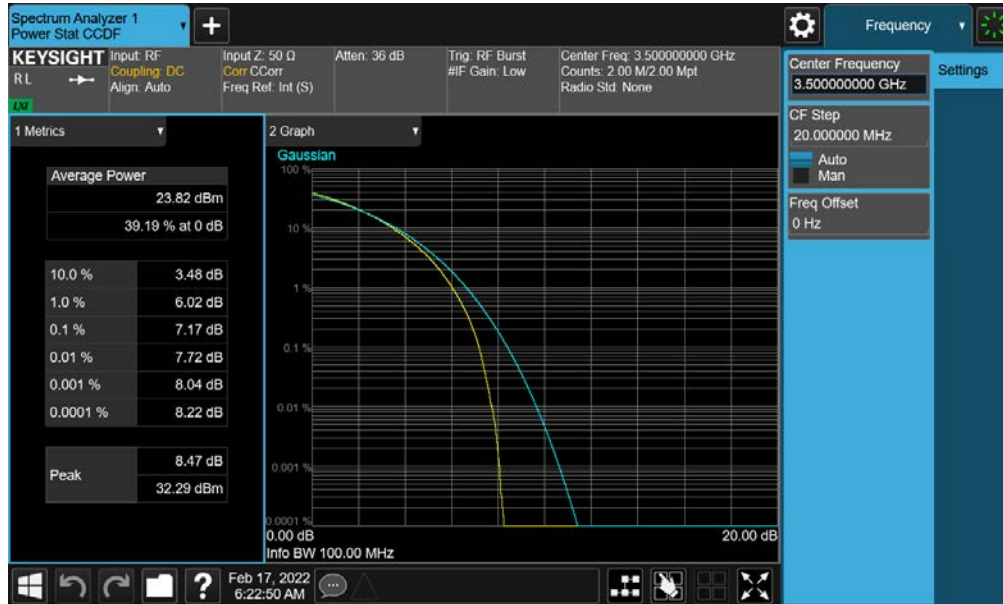 Spectrum Analyzer 1
Power Stat CCDF
+
Frequency
KEYSIGHT
RL
LXI
Input: RF
Coupling: DC
Align: Auto
Input Z: 50 Ω
Corr CCorr
Freq Ref: Int (S)
Atten: 36 dB
Trig: RF Burst
#IF Gain: Low
Center Freq: 3.500000000 GHz
Counts: 2.00 M/2.00 Mpt
Radio Std: None
Center Frequency
3.500000000 GHz
Settings
CF Step
20.000000 MHz
Auto
Man
Freq Offset
0 Hz
1 Metrics
Average Power
23.82 dBm
39.19 % at 0 dB
10.0 % 3.48 dB
1.0 % 6.02 dB
0.1 % 7.17 dB
0.01 % 7.72 dB
0.001 % 8.04 dB
0.0001 % 8.22 dB
Peak
8.47 dB
32.29 dBm
2 Graph
Gaussian
100 %
10 %
1 %
0.1 %
0.01 %
0.001 %
0.0001 %
0.00 dB 20.00 dB
Info BW 100.00 MHz
?
Feb 17, 2022
6:22:50 AM